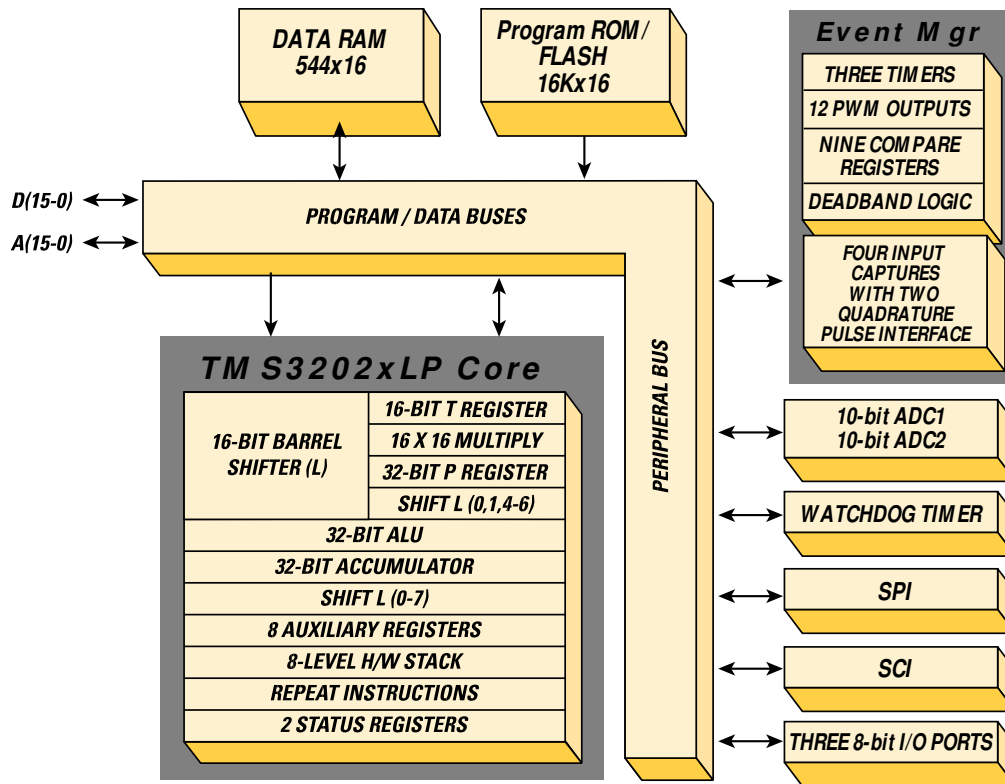 DATA RAM
544x16
Program ROM /
FLASH
16Kx16
Event Mgr
THREE TIMERS
12 PWM OUTPUTS
NINE COMPARE
REGISTERS
DEADBAND LOGIC
FOUR INPUT
CAPTURES
WITH TWO
QUADRATURE
PULSE INTERFACE
D(15-0)
A(15-0)
PROGRAM / DATA BUSES
PERIPHERAL BUS
TMS3202xLP Core
16-BIT BARREL
SHIFTER (L)
16-BIT T REGISTER
16 X 16 MULTIPLY
32-BIT P REGISTER
SHIFT L (0,1,4-6)
32-BIT ALU
32-BIT ACCUMULATOR
SHIFT L (0-7)
8 AUXILIARY REGISTERS
8-LEVEL H/W STACK
REPEAT INSTRUCTIONS
2 STATUS REGISTERS
10-bit ADC1
10-bit ADC2
WATCHDOG TIMER
SPI
SCI
THREE 8-bit I/O PORTS